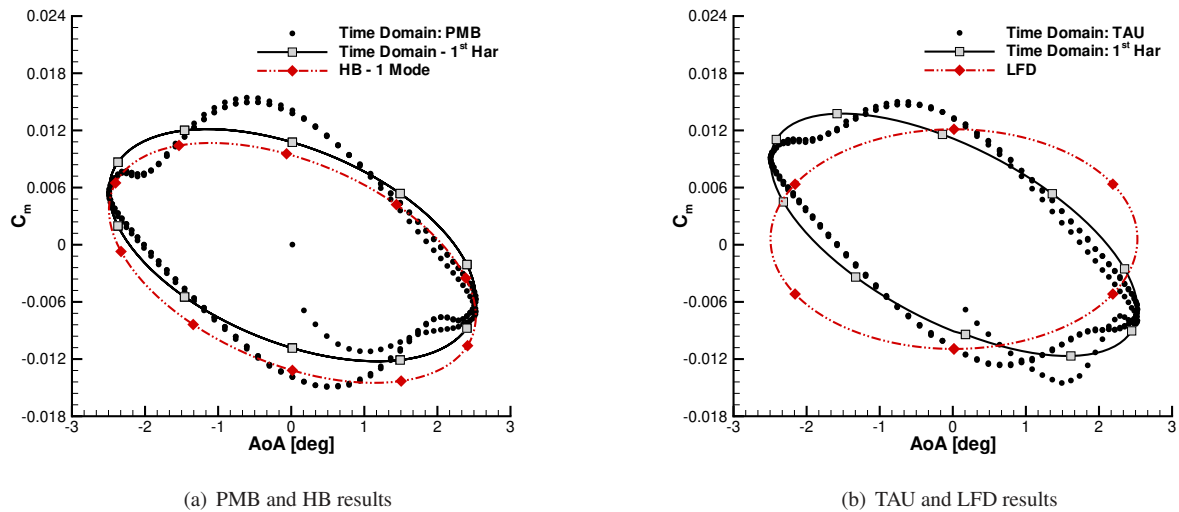 0.024
0.018
0.012
0.006
0
-0.006
-0.012
-0.018
C_m
-3
-2
-1
0
1
2
3
AoA [deg]
Time Domain: PMB
Time Domain - 1st Har
HB - 1 Mode
(a) PMB and HB results
0.024
0.018
0.012
0.006
0
-0.006
-0.012
-0.018
C_m
-3
-2
-1
0
1
2
3
AoA [deg]
Time Domain: TAU
Time Domain: 1st Har
LFD
(b) TAU and LFD results